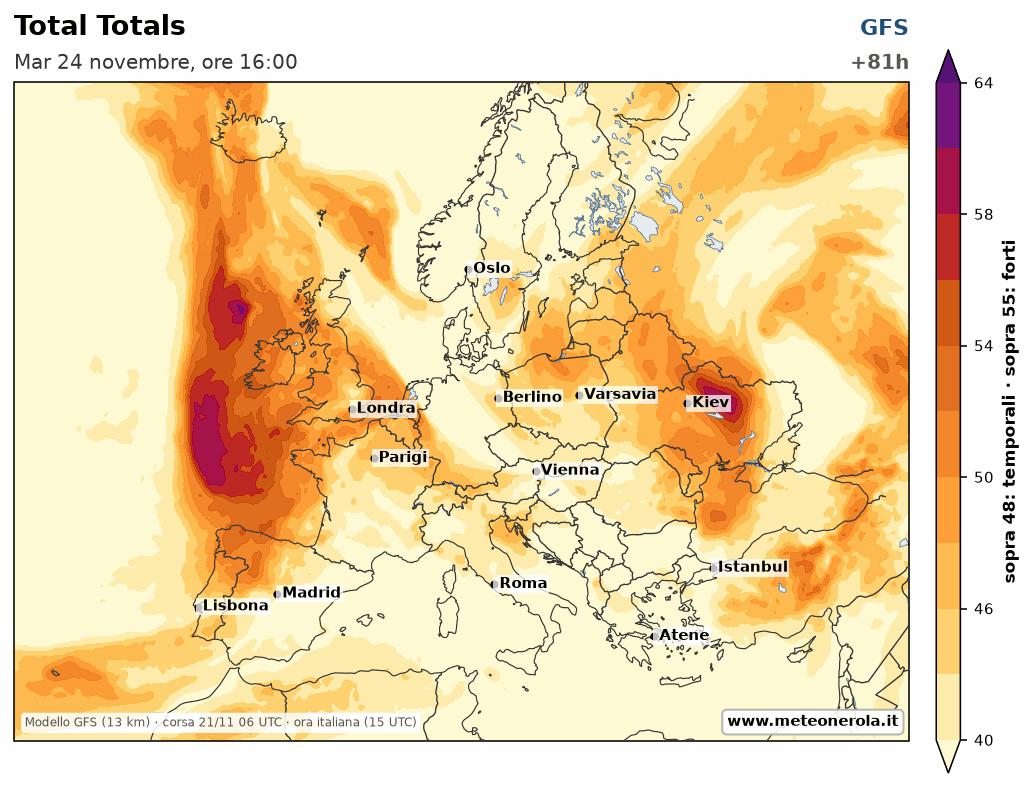 Total Totals
GFS
Mar 24 novembre, ore 16:00
+81h
64
58
54
50
46
40
sopra 48: temporali · sopra 55: forti
Oslo
Berlino
Varsavia
Kiev
Londra
Parigi
Vienna
Istanbul
Roma
Madrid
Lisbona
Atene
Modello GFS (13 km) · corsa 21/11 06 UTC · ora italiana (15 UTC)
www.meteonerola.it